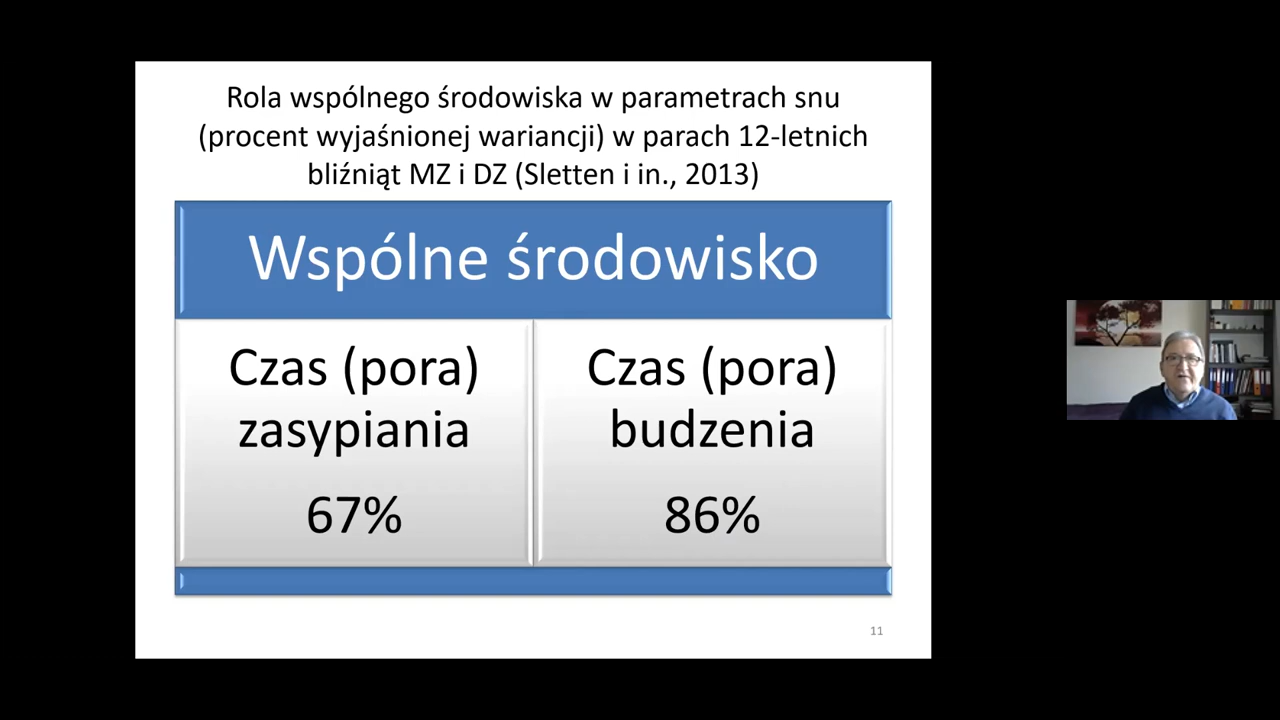 Rola wspólnego środowiska w parametrach snu
(procent wyjaśnionej wariancji) w parach 12-letnich
bliźniąt MZ i DZ (Sletten i in., 2013)
Wspólne środowisko
Czas (pora)
zasypiania
67%
Czas (pora)
budzenia
86%
11